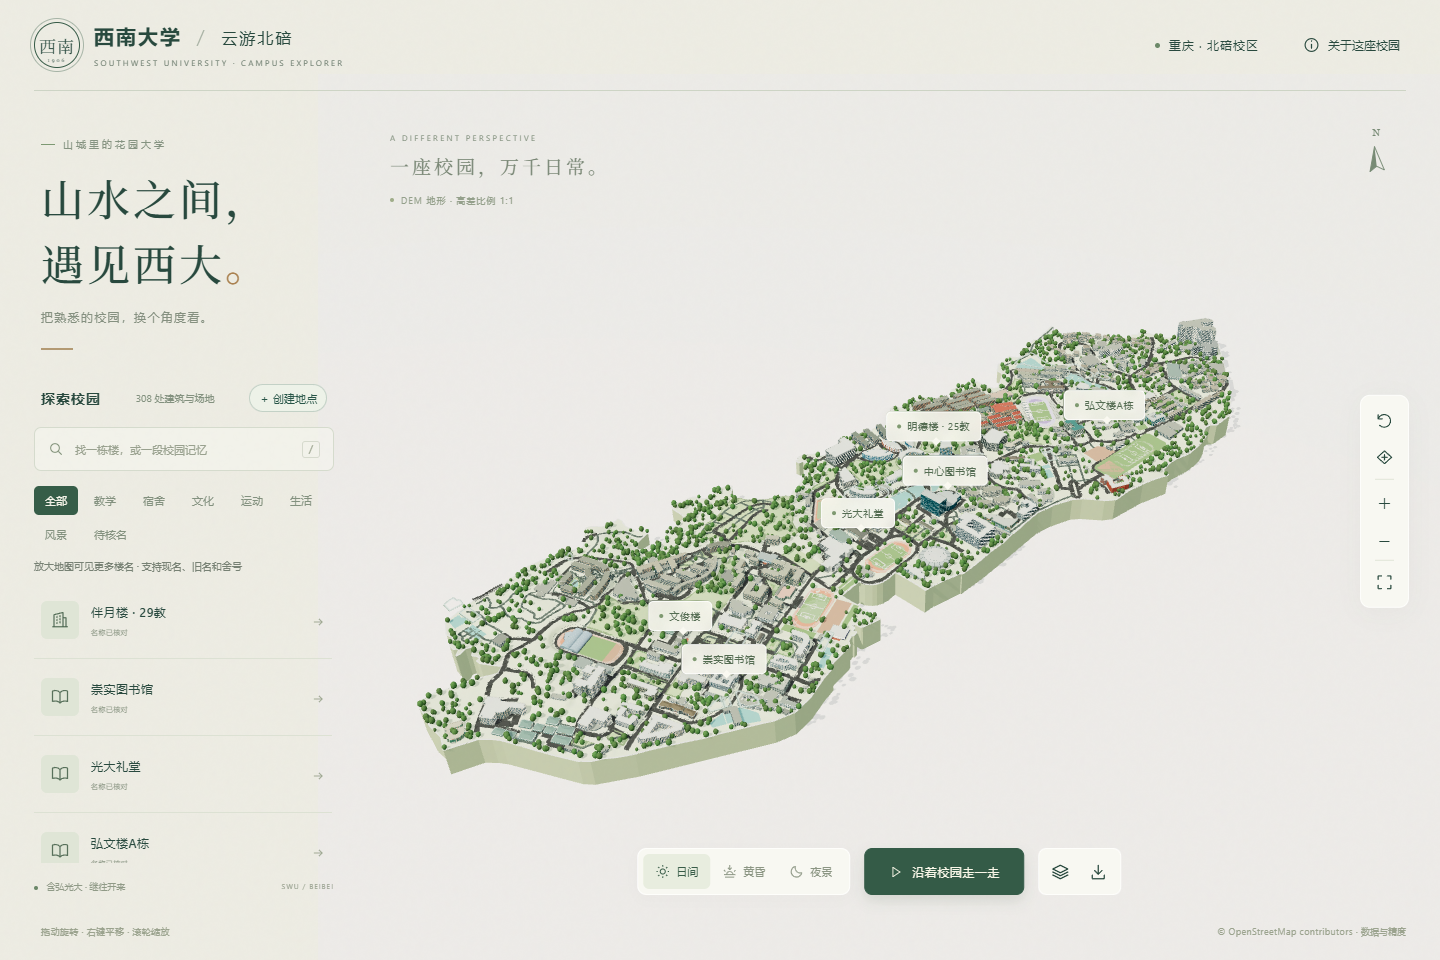 西南
1906
西南大学 / 云游北碚
SOUTHWEST UNIVERSITY · CAMPUS EXPLORER
重庆 · 北碚校区
关于这座校园
山城里的花园大学
山水之间，
遇见西大。
把熟悉的校园，换个角度看。
探索校园
308 处建筑与场地
+ 创建地点
找一栋楼，或一段校园记忆
/
全部
教学
宿舍
文化
运动
生活
风景
待核名
放大地图可见更多楼名 · 支持现名、旧名和舍号
伴月楼 · 29教
名称已核对
崇实图书馆
名称已核对
光大礼堂
名称已核对
弘文楼A栋
含弘光大 · 继往开来
SWU / BEIBEI
拖动旋转 · 右键平移 · 滚轮缩放
A DIFFERENT PERSPECTIVE
一座校园，万千日常。
DEM 地形 · 高差比例 1:1
N
弘文楼A栋
明德楼 · 25教
中心图书馆
光大礼堂
文俊楼
崇实图书馆
日间
黄昏
夜景
沿着校园走一走
© OpenStreetMap contributors · 数据与精度